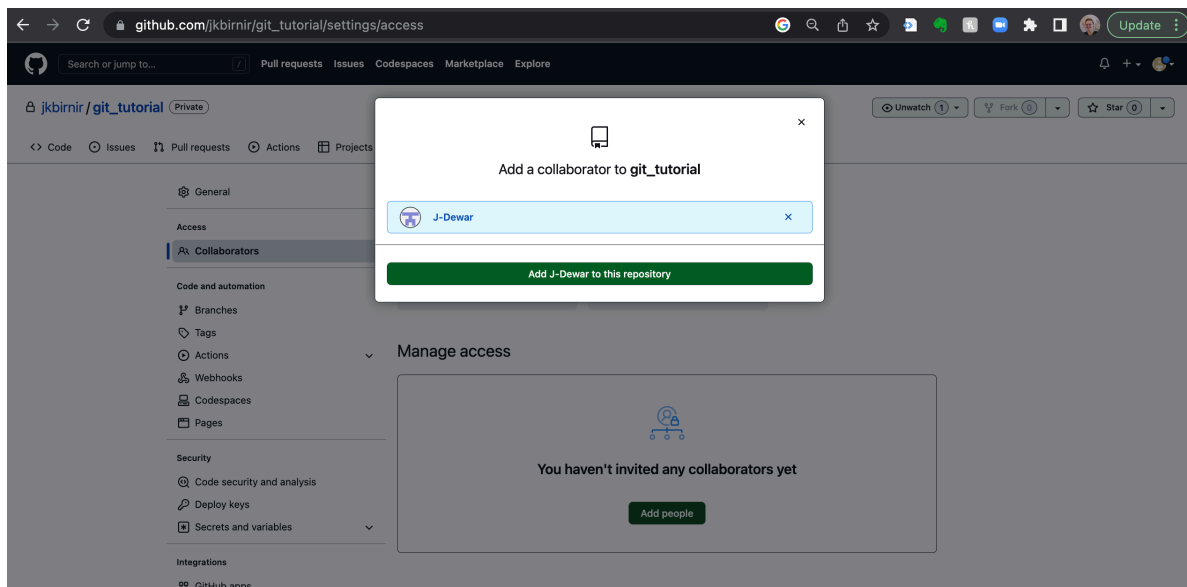 github.com/jkbirnir/git_tutorial/settings/access
Update
Search or jump to...
/
Pull requests Issues Codespaces Marketplace Explore
jkbirnir / git_tutorial Private
Unwatch 1
Fork 0
Star 0
<> Code Issues Pull requests Actions Projects
Add a collaborator to git_tutorial
J-Dewar
Add J-Dewar to this repository
General
Access
Collaborators
Code and automation
Branches
Tags
Actions
Webhooks
Codespaces
Pages
Security
Code security and analysis
Deploy keys
Secrets and variables
Integrations
GitHub apps
Manage access
You haven't invited any collaborators yet
Add people